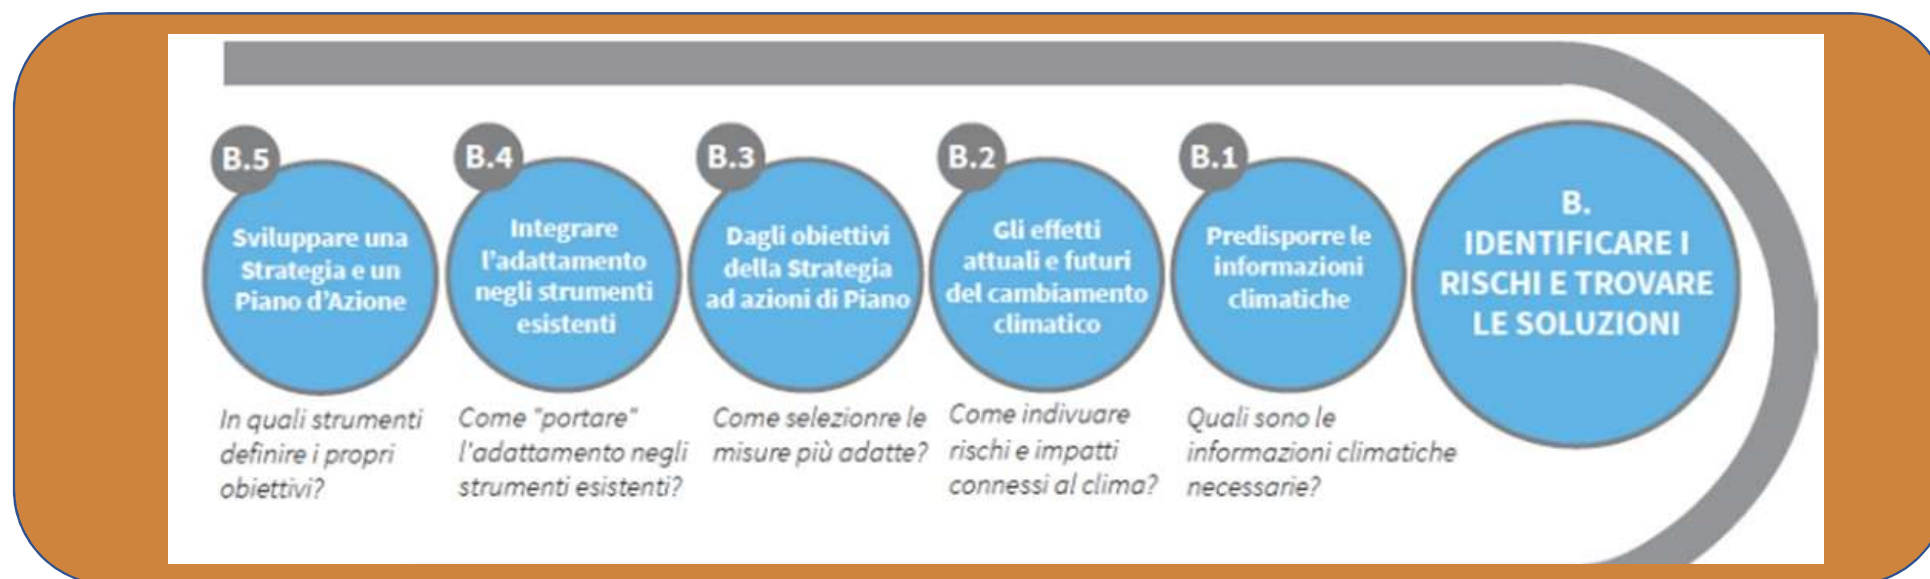 B.5
Sviluppare una
Strategia e un
Piano d'Azione
In quali strumenti
definire i propri
obiettivi?
B.4
Integrare
l'adattamento
negli strumenti
esistenti
Come "portare"
l'adattamento negli
strumenti esistenti?
B.3
Dagli obiettivi
della Strategia
ad azioni di Piano
Come selezionre le
misure più adatte?
B.2
Gli effetti
attuali e futuri
del cambiamento
climatico
Come indivuare
rischi e impatti
connessi al clima?
B.1
Predisporre le
informazioni
climatiche
Quali sono le
informazioni climatiche
necessarie?
B.
IDENTIFICARE I
RISCHI E TROVARE
LE SOLUZIONI